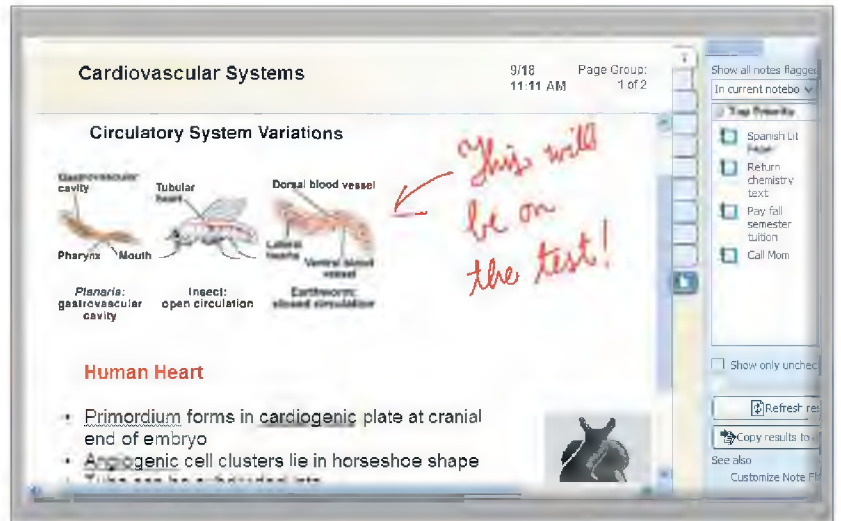 Cardiovascular Systems
9/18 Page Group:
11:11 AM 1 of 2
Circulatory System Variations
Gastrovascular
cavity
Tubular
heart
Dorsal blood vessel
Pharynx
Mouth
Lateral
hearts
Ventral blood
vessel
Planaria:
gastrovascular
cavity
Insect:
open circulation
Earthworm:
closed circulation
This will
be on
the test!
Human Heart
• Primordium forms in cardiogenic plate at cranial
end of embryo
• Angiogenic cell clusters lie in horseshoe shape
Show all notes flagged
In current notebo
Top Priority
Spanish Lit
Return
chemistry
text
Pay fall
semester
tuition
Call Mom
Show only unchec
Refresh res
Copy results to
See also
Customize Note Fl